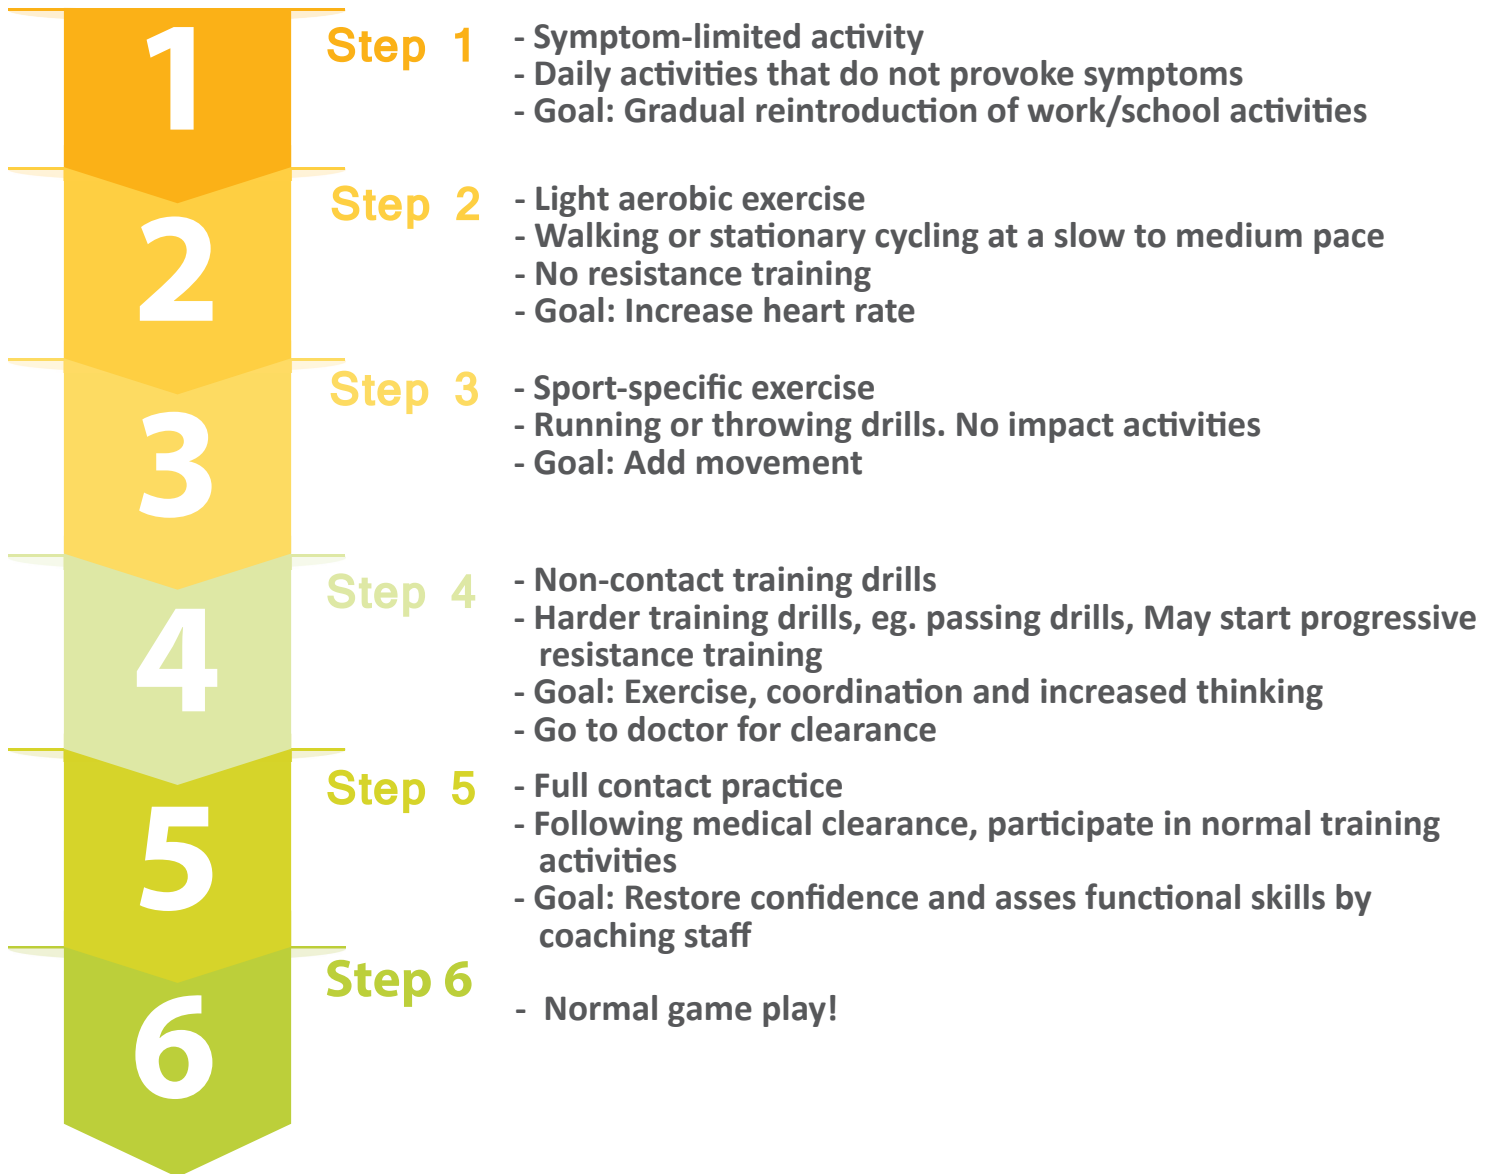 1
Step 1
- Symptom-limited activity
- Daily activities that do not provoke symptoms
- Goal: Gradual reintroduction of work/school activities
2
Step 2
- Light aerobic exercise
- Walking or stationary cycling at a slow to medium pace
- No resistance training
- Goal: Increase heart rate
3
Step 3
- Sport-specific exercise
- Running or throwing drills. No impact activities
- Goal: Add movement
4
Step 4
- Non-contact training drills
- Harder training drills, eg. passing drills, May start progressive
resistance training
- Goal: Exercise, coordination and increased thinking
- Go to doctor for clearance
5
Step 5
- Full contact practice
- Following medical clearance, participate in normal training
activities
- Goal: Restore confidence and asses functional skills by
coaching staff
6
Step 6
- Normal game play!